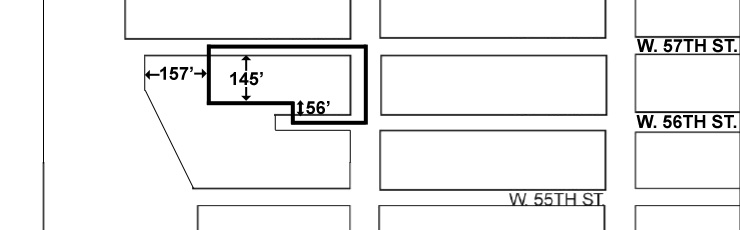 W. 57TH ST.
157'
145'
56'
W. 56TH ST.
W. 55TH ST